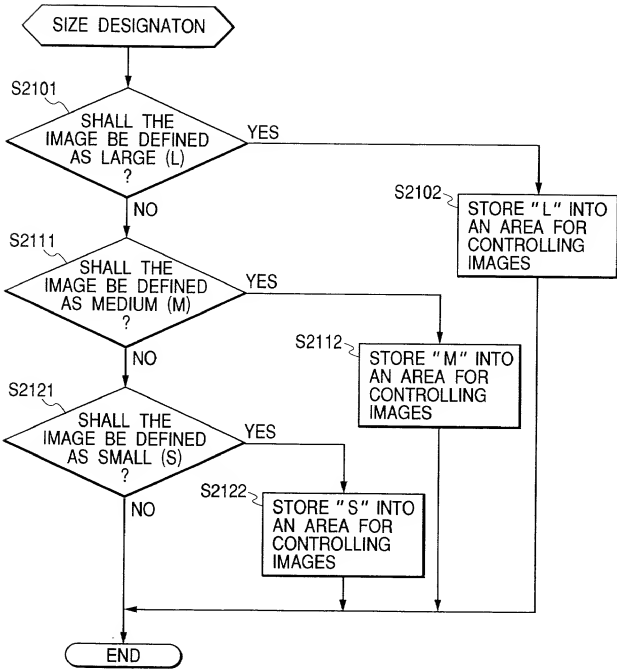 SIZE DESIGNATON
S2101
SHALL THE
IMAGE BE DEFINED
AS LARGE (L)
?
YES
NO
S2102
STORE "L" INTO
AN AREA FOR
CONTROLLING
IMAGES
S2111
SHALL THE
IMAGE BE DEFINED
AS MEDIUM (M)
?
YES
NO
S2112
STORE "M" INTO
AN AREA FOR
CONTROLLING
IMAGES
S2121
SHALL THE
IMAGE BE DEFINED
AS SMALL (S)
?
YES
NO
S2122
STORE "S" INTO
AN AREA FOR
CONTROLLING
IMAGES
END